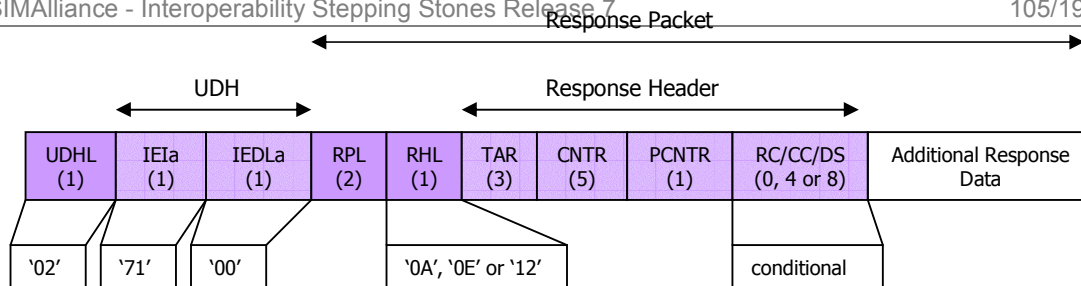 SIMAlliance - Interoperability Stepping Stones Release 7 105/19
Response Packet
UDH Response Header
UDHL (1) IEIa (1) IEDLa (1) RPL (2) RHL (1) TAR (3) CNTR (5) PCNTR (1) RC/CC/DS (0, 4 or 8) Additional Response Data
‘02’ ‘71’ ‘00’ ‘0A’, ‘0E’ or ‘12’ conditional